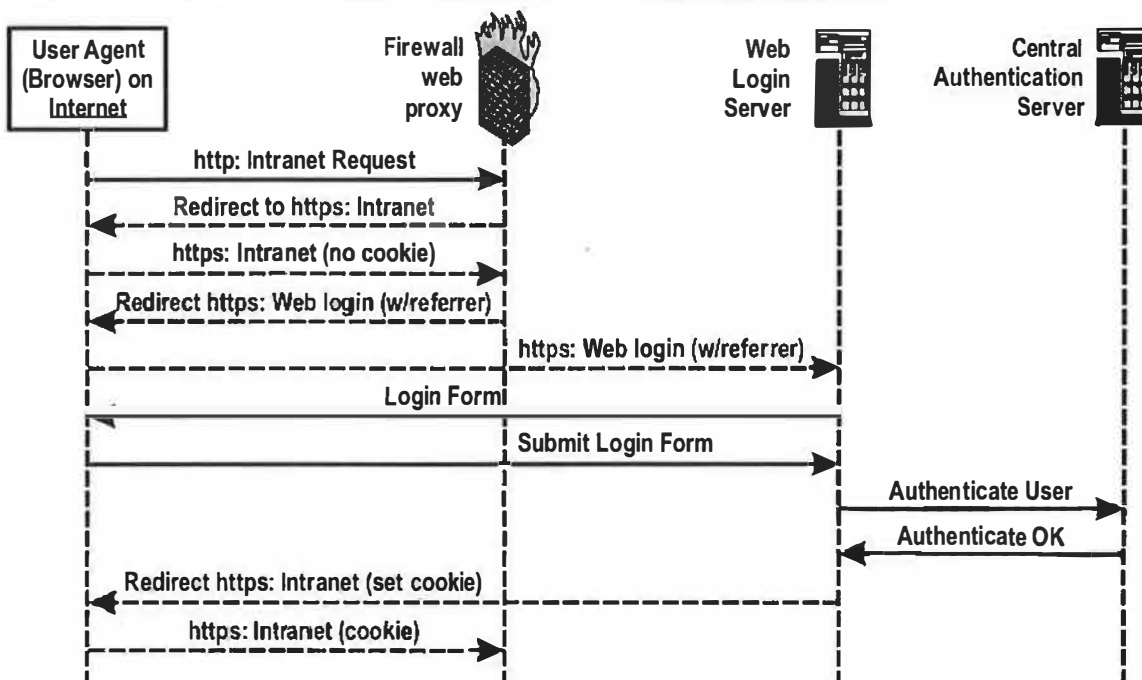 User Agent
(Browser) on
Internet
Firewall
web
proxy
Web
Login
Server
Central
Authentication
Server
http: Intranet Request
Redirect to https: Intranet
https: Intranet (no cookie)
Redirect https: Web login (w/referrer)
https: Web login (w/referrer)
Login Form
Submit Login Form
Authenticate User
Authenticate OK
Redirect https: Intranet (set cookie)
https: Intranet (cookie)